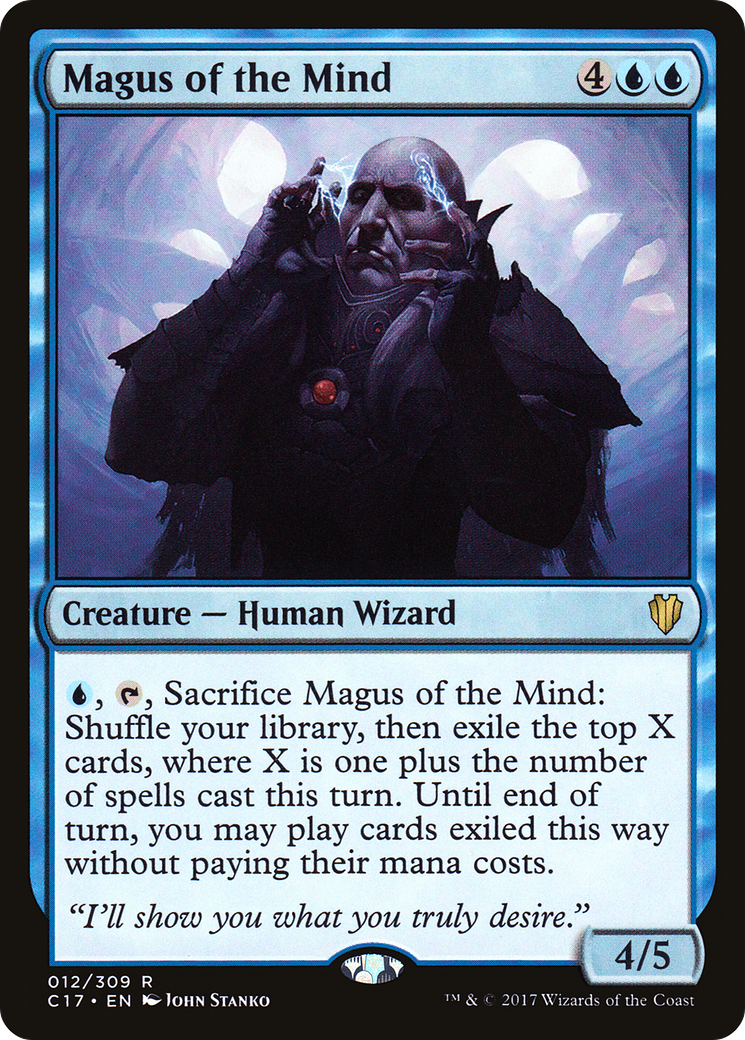 Magus of the Mind 4
Creature — Human Wizard
, , Sacrifice Magus of the Mind:
Shuffle your library, then exile the top X
cards, where X is one plus the number
of spells cast this turn. Until end of
turn, you may play cards exiled this way
without paying their mana costs.
“I’ll show you what you truly desire.”
4/5
012/309 R
C17 • EN John Stanko
™ & © 2017 Wizards of the Coast